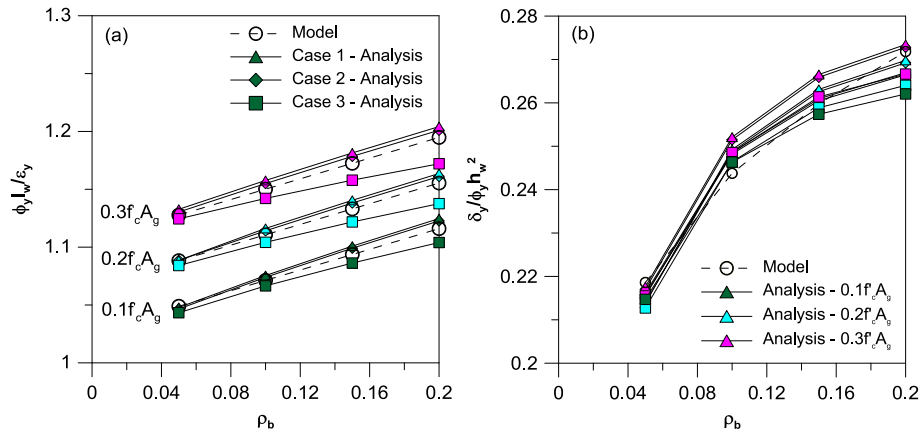 (a)
Model
Case 1 - Analysis
Case 2 - Analysis
Case 3 - Analysis
1.3
1.2
1.1
1
ϕylw/εy
0.3fcAg
0.2fcAg
0.1fcAg
0 0.04 0.08 0.12 0.16 0.2
ρb
(b)
0.28
0.26
0.24
0.22
0.2
δy/ϕyhw²
Model
Analysis - 0.1f'cAg
Analysis - 0.2f'cAg
Analysis - 0.3f'cAg
0 0.04 0.08 0.12 0.16 0.2
ρb